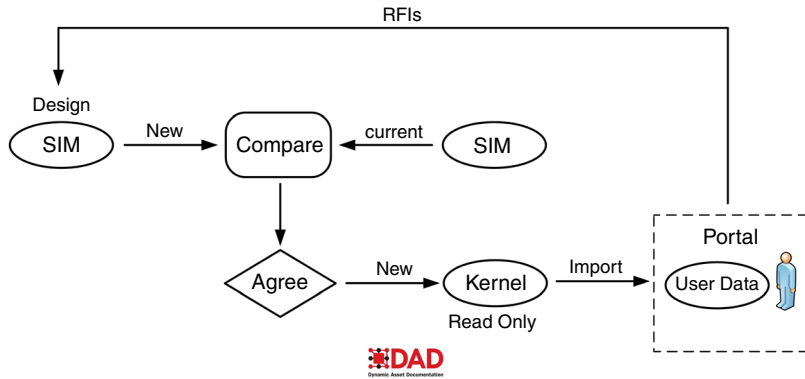 RFIs
Design
SIM
New
Compare
current
SIM
Agree
New
Kernel
Read Only
Import
Portal
User Data
DAD
Dynamic Asset Documentation